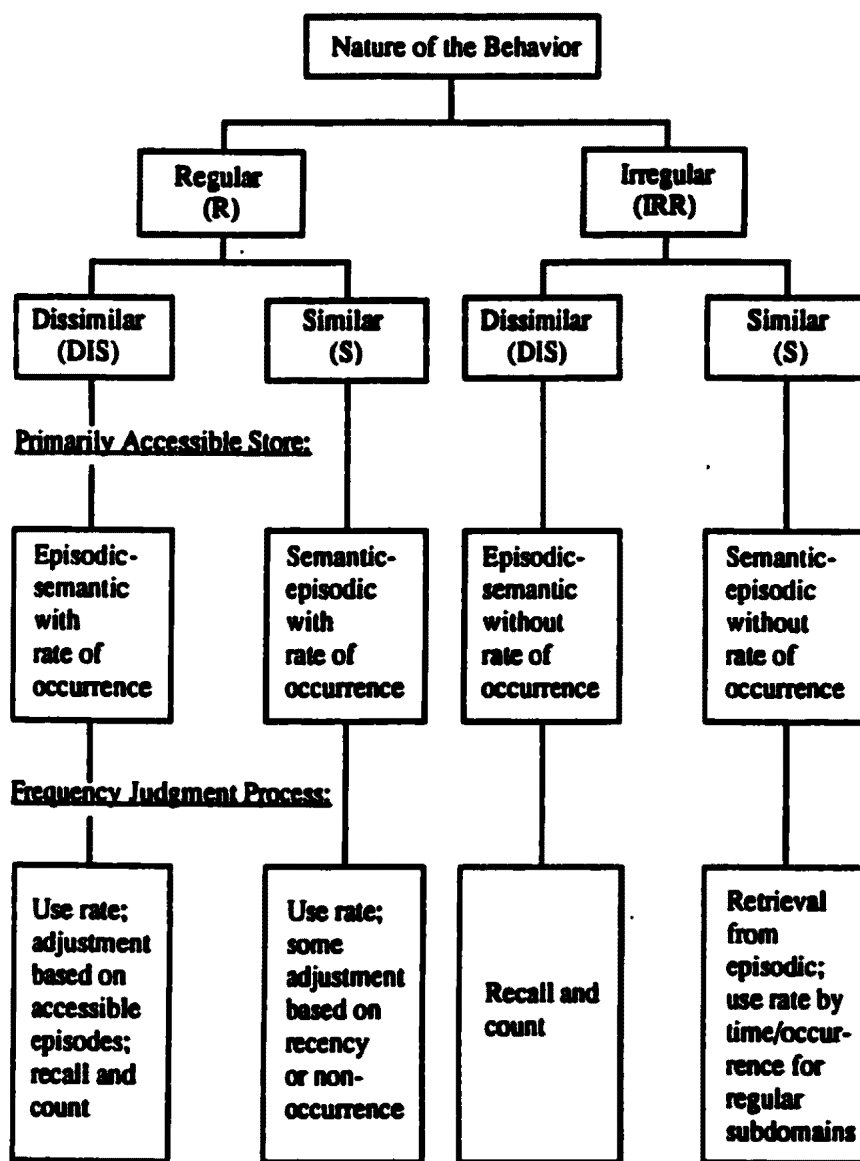 Nature of the Behavior
Regular
(R)
Irregular
(IRR)
Dissimilar
(DIS)
Similar
(S)
Dissimilar
(DIS)
Similar
(S)
Primarily Accessible Store:
Episodic-
semantic
with
rate of
occurrence
Semantic-
episodic
with
rate of
occurrence
Episodic-
semantic
without
rate of
occurrence
Semantic-
episodic
without
rate of
occurrence
Frequency Judgment Process:
Use rate;
adjustment
based on
accessible
episodes;
recall and
count
Use rate;
some
adjustment
based on
recency
or non-
occurrence
Recall and
count
Retrieval
from
episodic;
use rate by
time/occur-
rence for
regular
subdomains